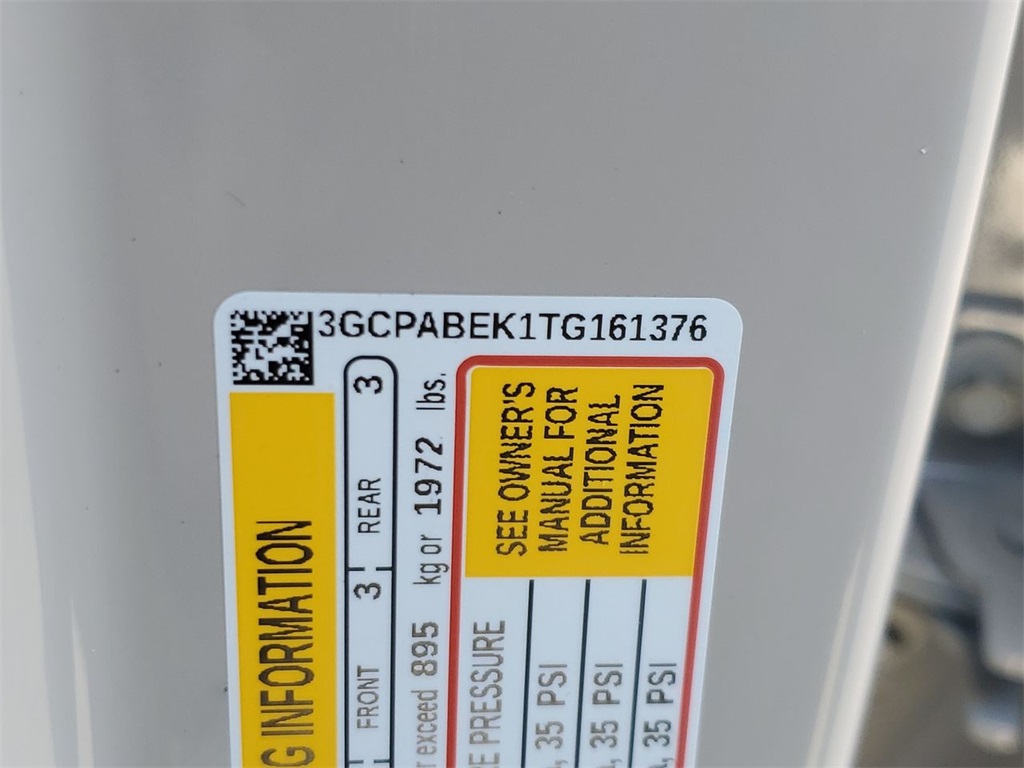 3GCPABEK1TG161376
G INFORMATION
FRONT 3 REAR 3
exceed 895 kg or 1972 lbs.
PRESSURE
SEE OWNER'S
MANUAL FOR
ADDITIONAL
INFORMATION
35 PSI
35 PSI
35 PSI